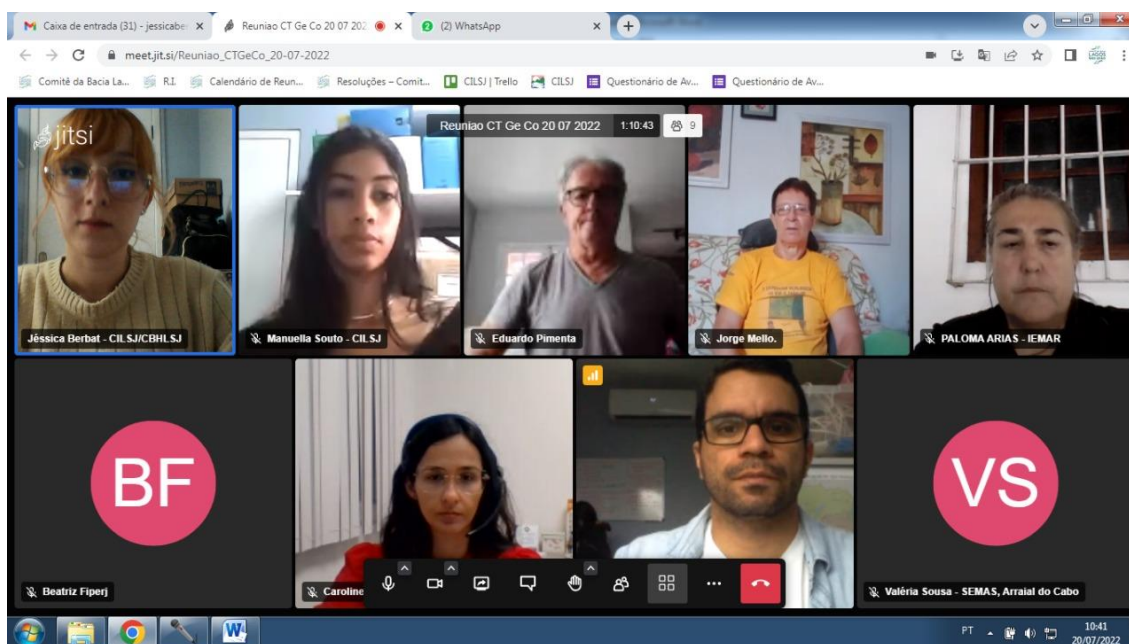 Caixa de entrada (31) - jessicabe
Reuniao CT Ge Co 20 07 202
(2) WhatsApp
meet.jit.si/Reuniao_CTGeCo_20-07-2022
Comitê da Bacia La...
R.I.
Calendário de Reun...
Resoluções – Comit...
CILSJ | Trello
CILSJ
Questionário de Av...
Questionário de Av...
jitsi
Reuniao CT Ge Co 20 07 2022 1:10:43 9
Jéssica Berbat - CILSJ/CBHLSJ
Manuella Souto - CILSJ
Eduardo Pimenta
Jorge Mello.
PALOMA ARIAS - IEMAR
BF
VS
Beatriz Fiperj
Caroline
Valéria Sousa - SEMAS, Arraial do Cabo
PT
10:41
20/07/2022